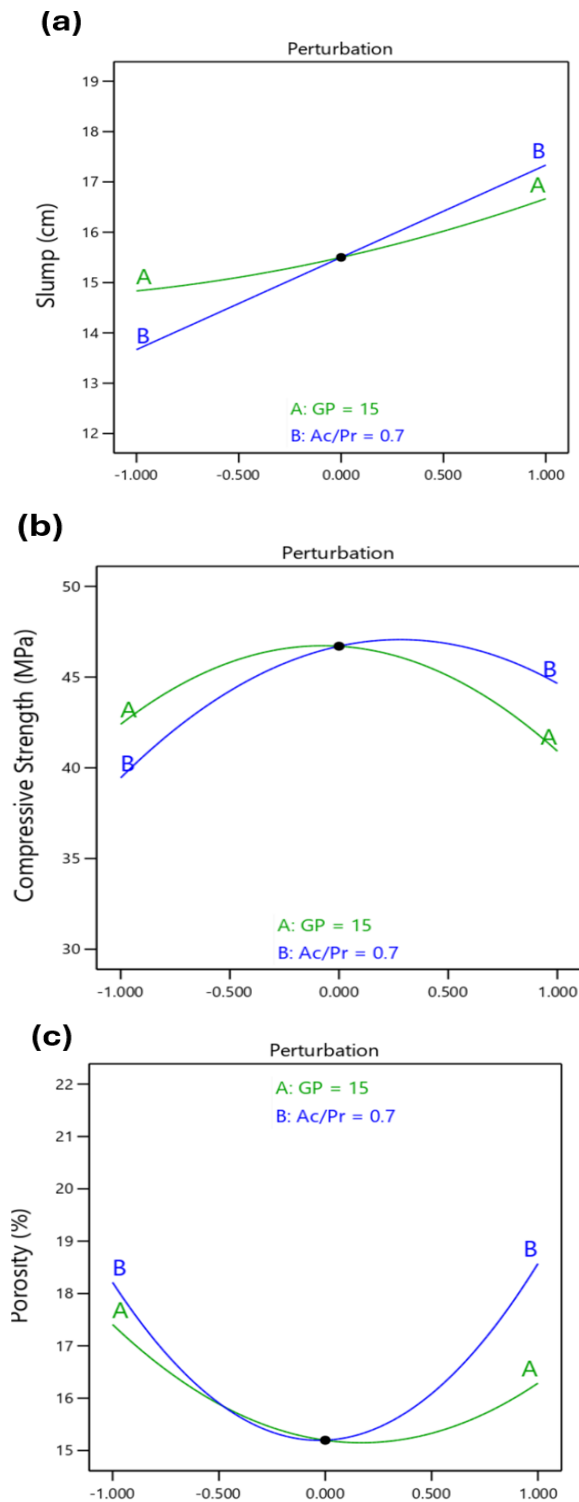 (a)
Perturbation
19
18
17
16
15
14
13
12
Slump (cm)
B
A
A
B
A: GP = 15
B: Ac/Pr = 0.7
-1.000 -0.500 0.000 0.500 1.000
(b)
Perturbation
50
45
40
35
30
Compressive Strength (MPa)
A
B
B
A
A: GP = 15
B: Ac/Pr = 0.7
-1.000 -0.500 0.000 0.500 1.000
(c)
Perturbation
A: GP = 15
B: Ac/Pr = 0.7
22
21
20
19
18
17
16
15
Porosity (%)
B
A
B
A
-1.000 -0.500 0.000 0.500 1.000